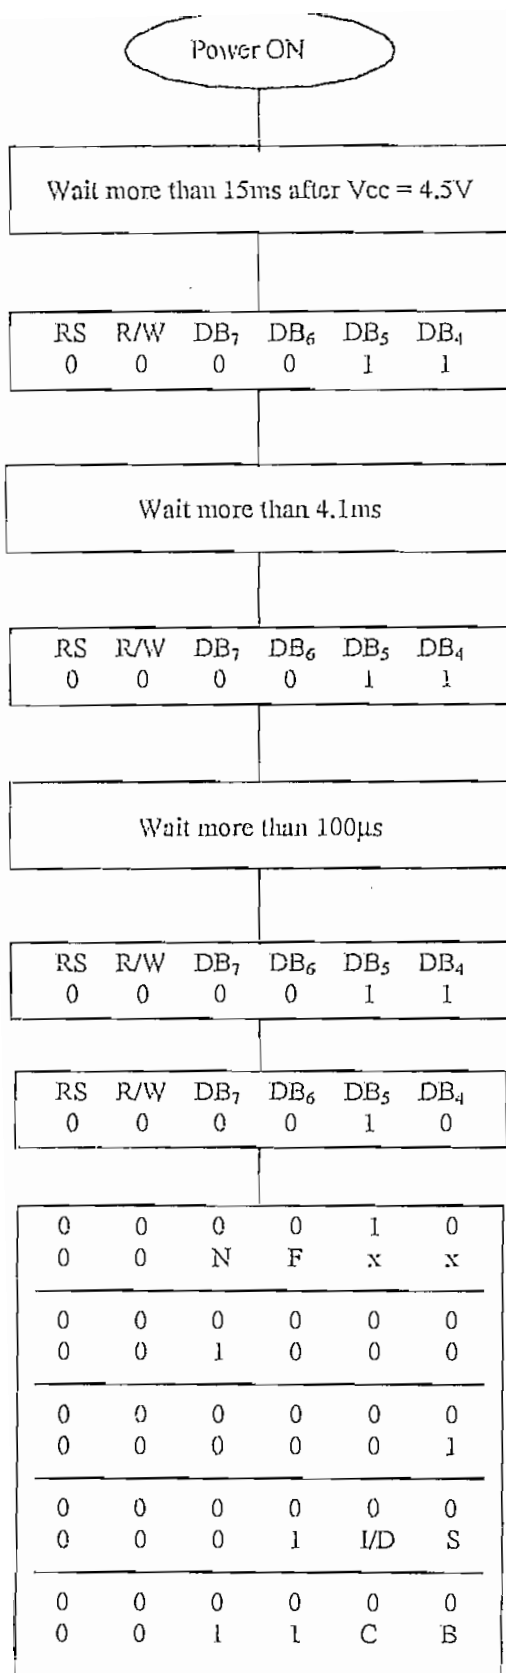 Power ON
Wait more than 15ms after Vcc = 4.5V
RS R/W DB₇ DB₆ DB₅ DB₄
0 0 0 0 1 1
Wait more than 4.1ms
RS R/W DB₇ DB₆ DB₅ DB₄
0 0 0 0 1 1
Wait more than 100µs
RS R/W DB₇ DB₆ DB₅ DB₄
0 0 0 0 1 1
RS R/W DB₇ DB₆ DB₅ DB₄
0 0 0 0 1 0
0 0 0 0 1 0
0 0 N F x x
0 0 0 0 0 0
0 0 1 0 0 0
0 0 0 0 0 0
0 0 0 0 0 1
0 0 0 0 0 0
0 0 0 1 I/D S
0 0 0 0 0 0
0 0 1 1 C B